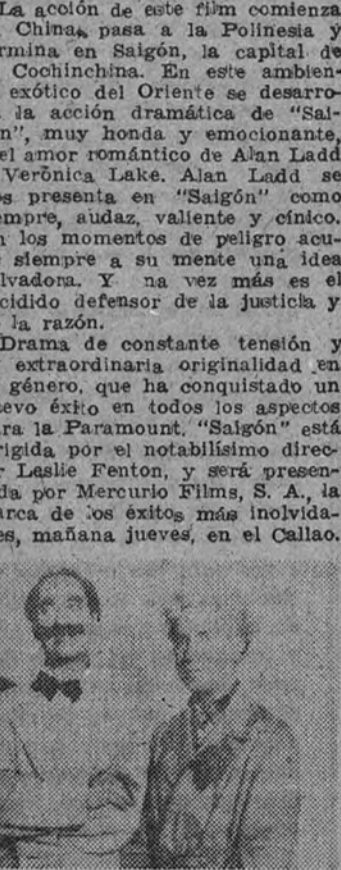 La acción de este film comienza
China, pasa a la Polinesia y
rmina en Saigón, la capital de
Cochinchina. En este ambien-
exótico del Oriente se desarro-
la acción dramática de "Sai-
n", muy honda y emocionante,
el amor romántico de Alan Ladd
Verónica Lake. Alan Ladd se
os presenta en "Saigón" como
empre, audaz, valiente y cínico.
n los momentos de peligro acu-
e siempre a su mente una idea
lvadora. Y na vez más es el
cidido defensor de la justicia y
la razón.
Drama de constante tensión y
extraordinaria originalidad en
género, que ha conquistado un
evo éxito en todos los aspectos
ra la Paramount, "Saigón" está
rigida por el notabilísimo direc-
r Leslie Fenton, y será presen-
da por Mercurio Films, S. A., la
arca de los éxitos más inolvida-
es, mañana jueves, en el Callao.